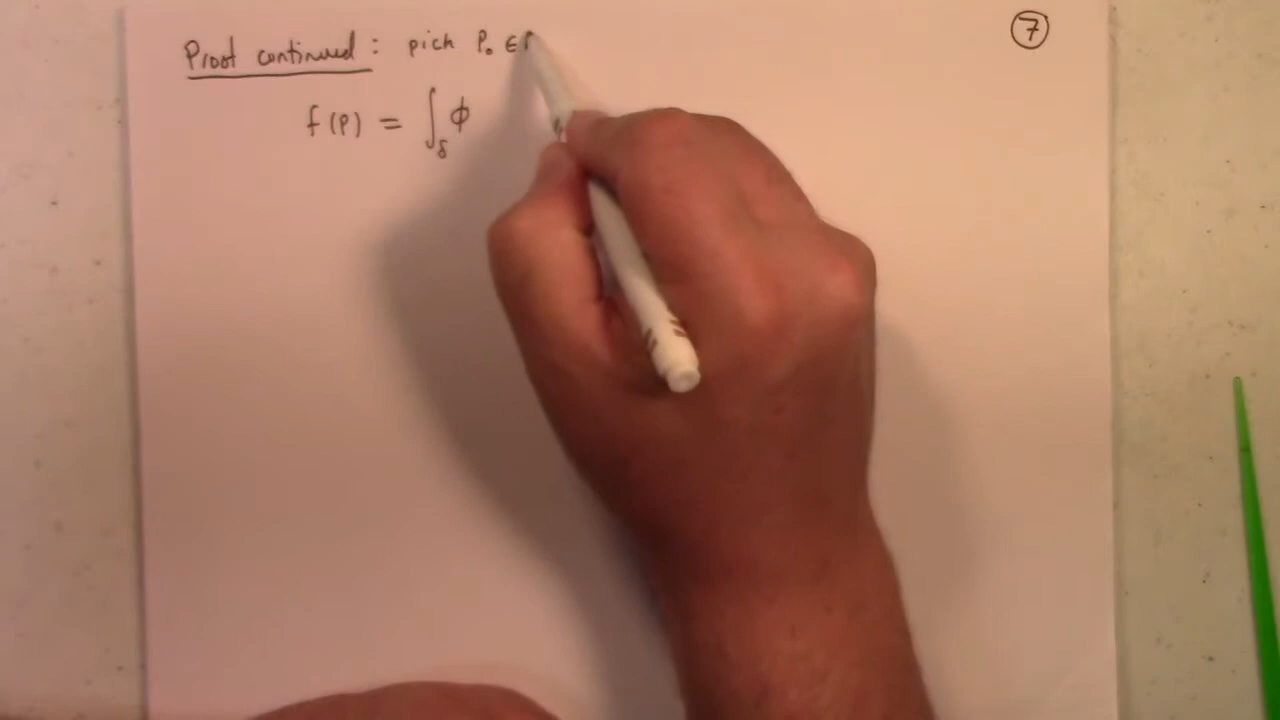 7
Proof continued : pick P₀ ∈
f(P) = ∫_δ ϕ